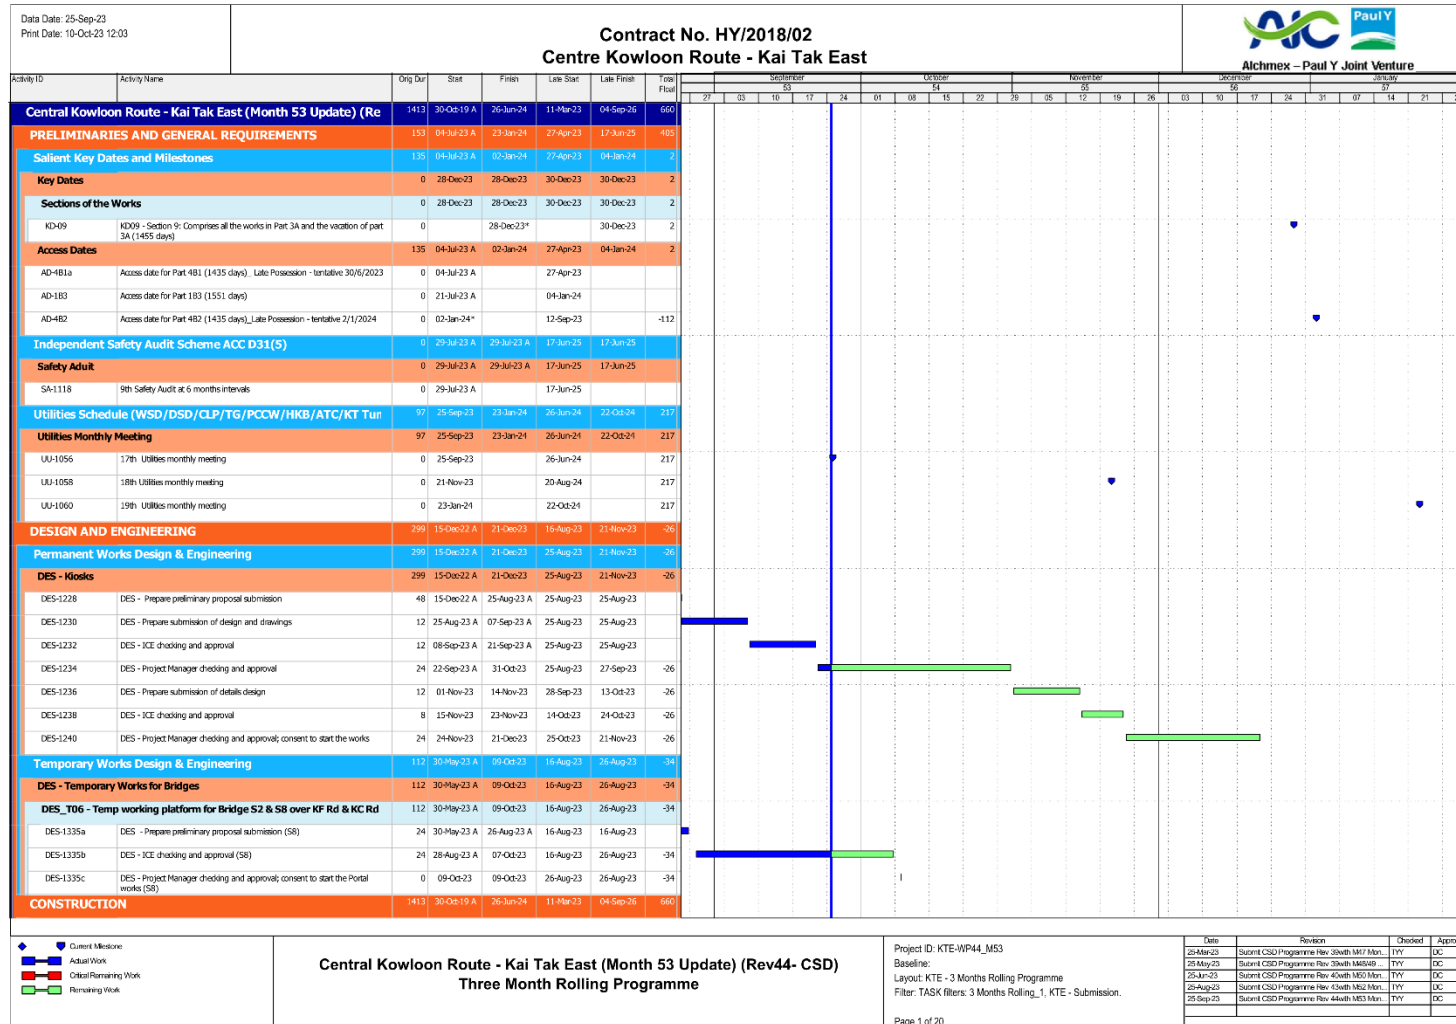 Data Date: 25-Sep-23
Print Date: 10-Oct-23 12:03
Contract No. HY/2018/02
Centre Kowloon Route - Kai Tak East
AJC
Paul Y
Alchmex – Paul Y Joint Venture
Activity ID Activity Name Orig Dur Start Finish Late Start Late Finish Total Float
September October November December January
53 54 55 56 57
27 03 10 17 24 01 08 15 22 29 05 12 19 26 03 10 17 24 31 07 14 21
Central Kowloon Route - Kai Tak East (Month 53 Update) (Re 1413 30-Oct-19 A 26-Jun-24 11-Mar-23 04-Sep-26 660
PRELIMINARIES AND GENERAL REQUIREMENTS 153 04-Jul-23 A 23-Jan-24 27-Apr-23 17-Jun-25 405
Salient Key Dates and Milestones 135 04-Jul-23 A 02-Jan-24 27-Apr-23 04-Jan-24 2
Key Dates 0 28-Dec-23 28-Dec-23 30-Dec-23 30-Dec-23 2
Sections of the Works 0 28-Dec-23 28-Dec-23 30-Dec-23 30-Dec-23 2
KD-09 KD09 - Section 9: Comprises all the works in Part 3A and the vacation of part 0 28-Dec-23* 30-Dec-23 2
3A (1455 days)
Access Dates 135 04-Jul-23 A 02-Jan-24 27-Apr-23 04-Jan-24 2
AD-4B1a Access date for Part 4B1 (1435 days)_ Late Possession - tentative 30/6/2023 0 04-Jul-23 A 27-Apr-23
AD-1B3 Access date for Part 1B3 (1551 days) 0 21-Jul-23 A 04-Jan-24
AD-4B2 Access date for Part 4B2 (1435 days)_Late Possession - tentative 2/1/2024 0 02-Jan-24* 12-Sep-23 -112
Independent Safety Audit Scheme ACC D31(5) 0 29-Jul-23 A 29-Jul-23 A 17-Jun-25 17-Jun-25
Safety Aduit 0 29-Jul-23 A 29-Jul-23 A 17-Jun-25 17-Jun-25
SA-1118 9th Safety Audit at 6 months intervals 0 29-Jul-23 A 17-Jun-25
Utilities Schedule (WSD/DSD/CLP/TG/PCCW/HKB/ATC/KT Tun 97 25-Sep-23 23-Jan-24 26-Jun-24 22-Oct-24 217
Utilities Monthly Meeting 97 25-Sep-23 23-Jan-24 26-Jun-24 22-Oct-24 217
UU-1056 17th Utilities monthly meeting 0 25-Sep-23 26-Jun-24 217
UU-1058 18th Utilities monthly meeting 0 21-Nov-23 20-Aug-24 217
UU-1060 19th Utilities monthly meeting 0 23-Jan-24 22-Oct-24 217
DESIGN AND ENGINEERING 299 15-Dec-22 A 21-Dec-23 16-Aug-23 21-Nov-23 -26
Permanent Works Design & Engineering 299 15-Dec-22 A 21-Dec-23 25-Aug-23 21-Nov-23 -26
DES - Kiosks 299 15-Dec-22 A 21-Dec-23 25-Aug-23 21-Nov-23 -26
DES-1228 DES - Prepare preliminary proposal submission 48 15-Dec-22 A 25-Aug-23 A 25-Aug-23 25-Aug-23
DES-1230 DES - Prepare submission of design and drawings 12 25-Aug-23 A 07-Sep-23 A 25-Aug-23 25-Aug-23
DES-1232 DES - ICE checking and approval 12 08-Sep-23 A 21-Sep-23 A 25-Aug-23 25-Aug-23
DES-1234 DES - Project Manager checking and approval 24 22-Sep-23 A 31-Oct-23 25-Aug-23 27-Sep-23 -26
DES-1236 DES - Prepare submission of details design 12 01-Nov-23 14-Nov-23 28-Sep-23 13-Oct-23 -26
DES-1238 DES - ICE checking and approval 8 15-Nov-23 23-Nov-23 14-Oct-23 24-Oct-23 -26
DES-1240 DES - Project Manager checking and approval; consent to start the works 24 24-Nov-23 21-Dec-23 25-Oct-23 21-Nov-23 -26
Temporary Works Design & Engineering 112 30-May-23 A 09-Oct-23 16-Aug-23 26-Aug-23 -34
DES - Temporary Works for Bridges 112 30-May-23 A 09-Oct-23 16-Aug-23 26-Aug-23 -34
DES_T06 - Temp working platform for Bridge S2 & S8 over KF Rd & KC Rd 112 30-May-23 A 09-Oct-23 16-Aug-23 26-Aug-23 -34
DES-1335a DES - Prepare preliminary proposal submission (S8) 24 30-May-23 A 26-Aug-23 A 16-Aug-23 16-Aug-23
DES-1335b DES - ICE checking and approval (S8) 24 28-Aug-23 A 07-Oct-23 16-Aug-23 26-Aug-23 -34
DES-1335c DES - Project Manager checking and approval; consent to start the Portal 0 09-Oct-23 09-Oct-23 26-Aug-23 26-Aug-23 -34
works (S8)
CONSTRUCTION 1413 30-Oct-19 A 26-Jun-24 11-Mar-23 04-Sep-26 660
Current Milestone
Actual Work
Critical Remaining Work
Remaining Work
Central Kowloon Route - Kai Tak East (Month 53 Update) (Rev44- CSD)
Three Month Rolling Programme
Project ID: KTE-WP44_M53
Baseline:
Layout: KTE - 3 Months Rolling Programme
Filter: TASK filters: 3 Months Rolling_1, KTE - Submission.
Page 1 of 20
Date Revision Checked Appro
25-Mar-23 Submit CSD Programme Rev 39with M47 Mon... TYY DC
25-May-23 Submit CSD Programme Rev 39with M48/49 ... TYY DC
25-Jun-23 Submit CSD Programme Rev 40with M50 Mon... TYY DC
25-Aug-23 Submit CSD Programme Rev 43with M52 Mon... TYY DC
25-Sep-23 Submit CSD Programme Rev 44with M53 Mon... TYY DC